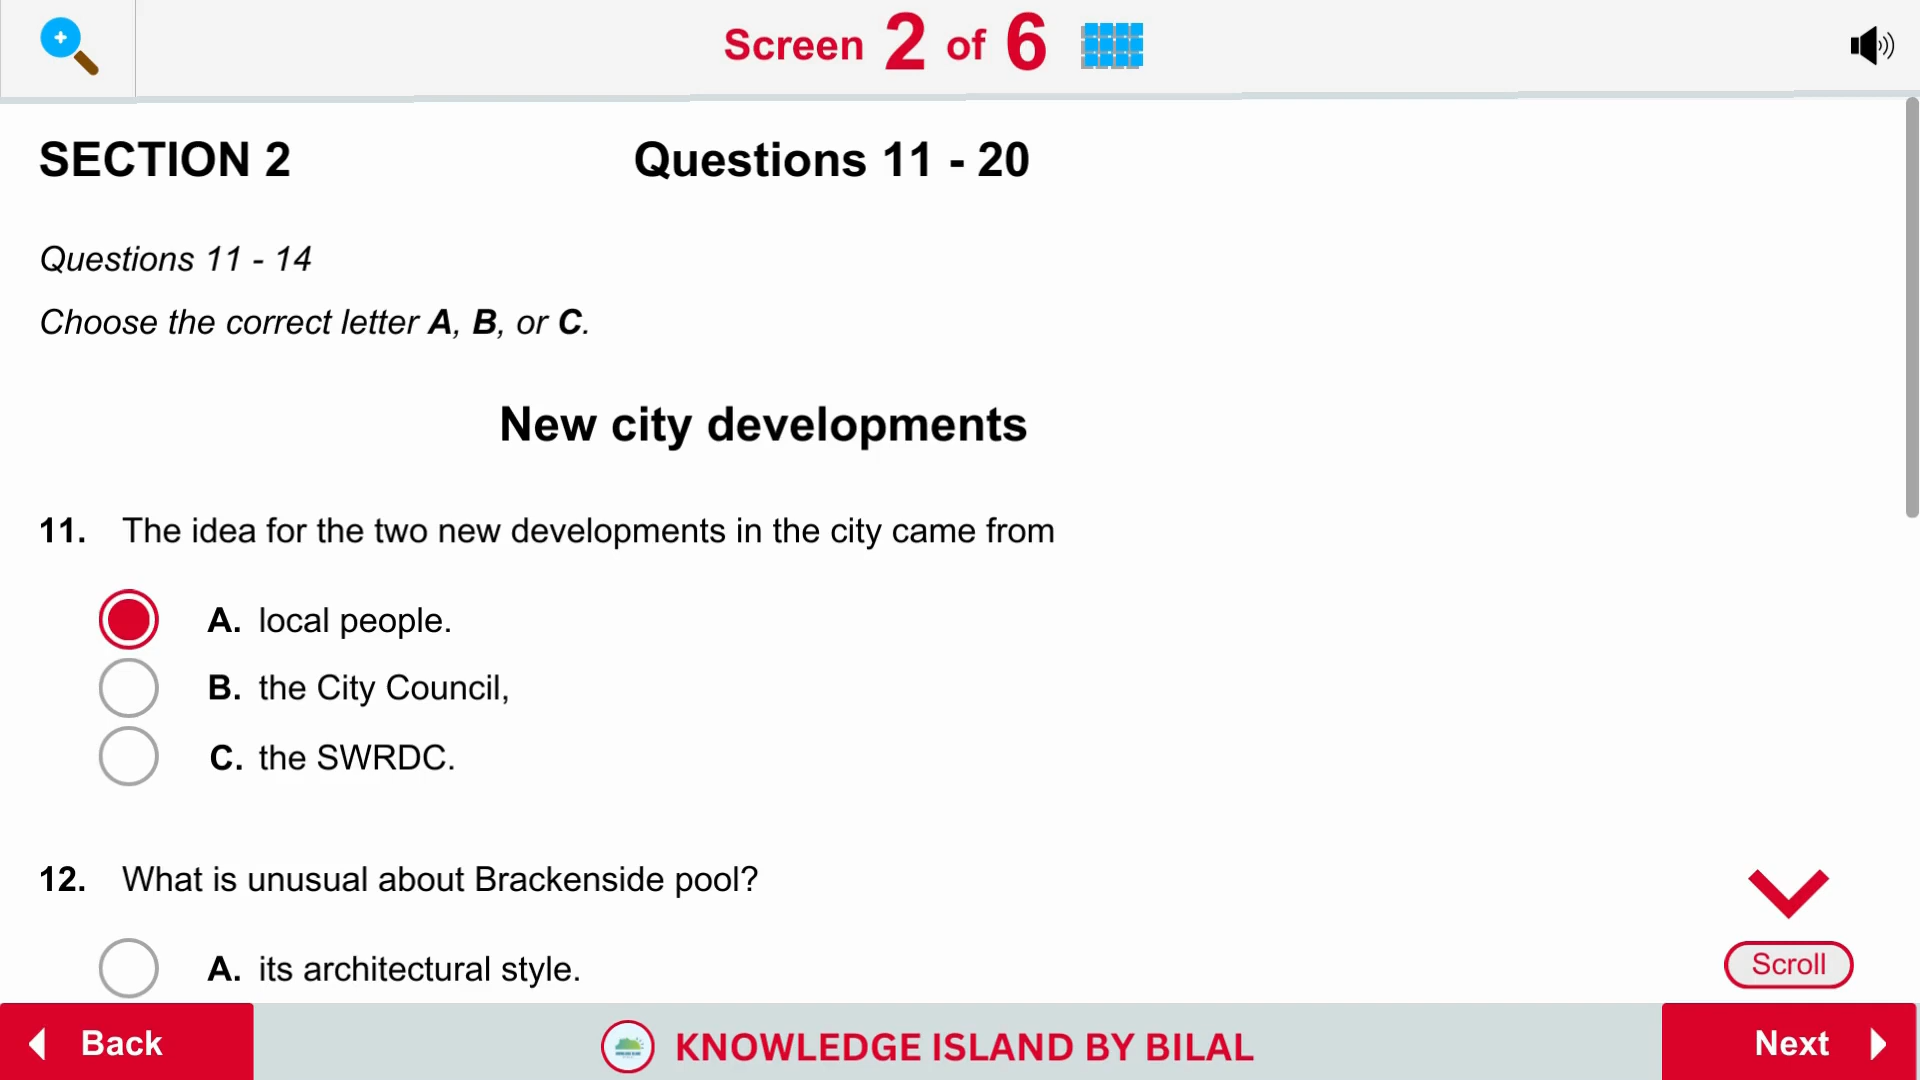 Screen 2 of 6
SECTION 2 Questions 11 - 20
Questions 11 - 14
Choose the correct letter A, B, or C.
New city developments
11. The idea for the two new developments in the city came from
A. local people.
B. the City Council,
C. the SWRDC.
12. What is unusual about Brackenside pool?
A. its architectural style.
Scroll
Back
KNOWLEDGE ISLAND BY BILAL
Next